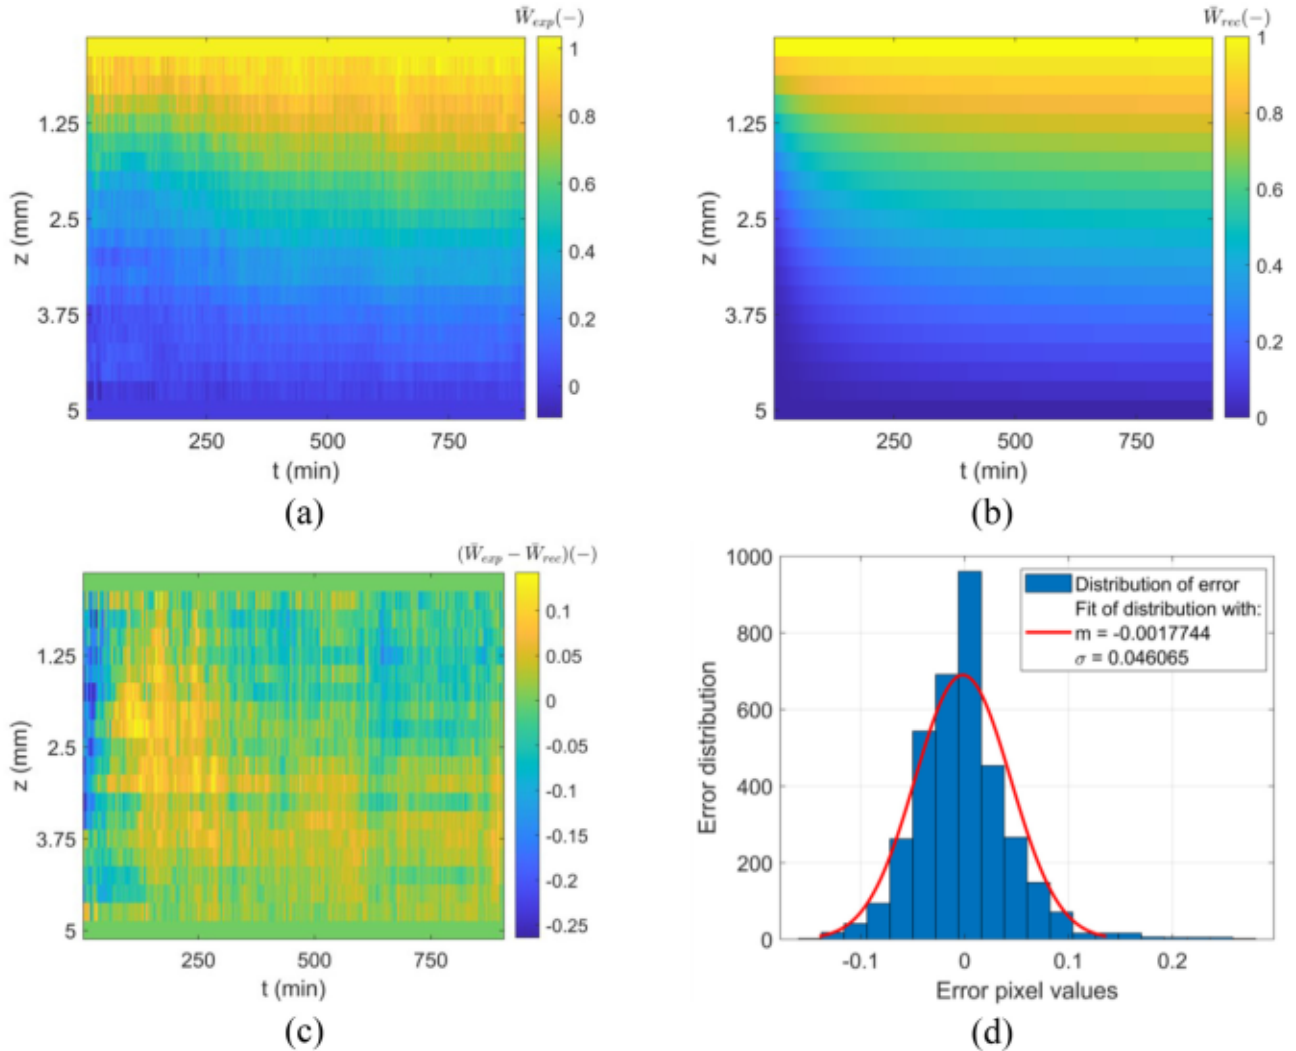 W̄exp(-)
1
0.8
0.6
0.4
0.2
0
1.25
2.5
3.75
5
z (mm)
250 500 750
t (min)
(a)
W̄rec(-)
1
0.8
0.6
0.4
0.2
0
1.25
2.5
3.75
5
z (mm)
250 500 750
t (min)
(b)
(W̄exp − W̄rec)(-)
0.1
0.05
0
-0.05
-0.1
-0.15
-0.2
-0.25
1.25
2.5
3.75
5
z (mm)
250 500 750
t (min)
(c)
1000
800
600
400
200
0
Error distribution
Distribution of error
Fit of distribution with:
m = -0.0017744
σ = 0.046065
-0.1 0 0.1 0.2
Error pixel values
(d)